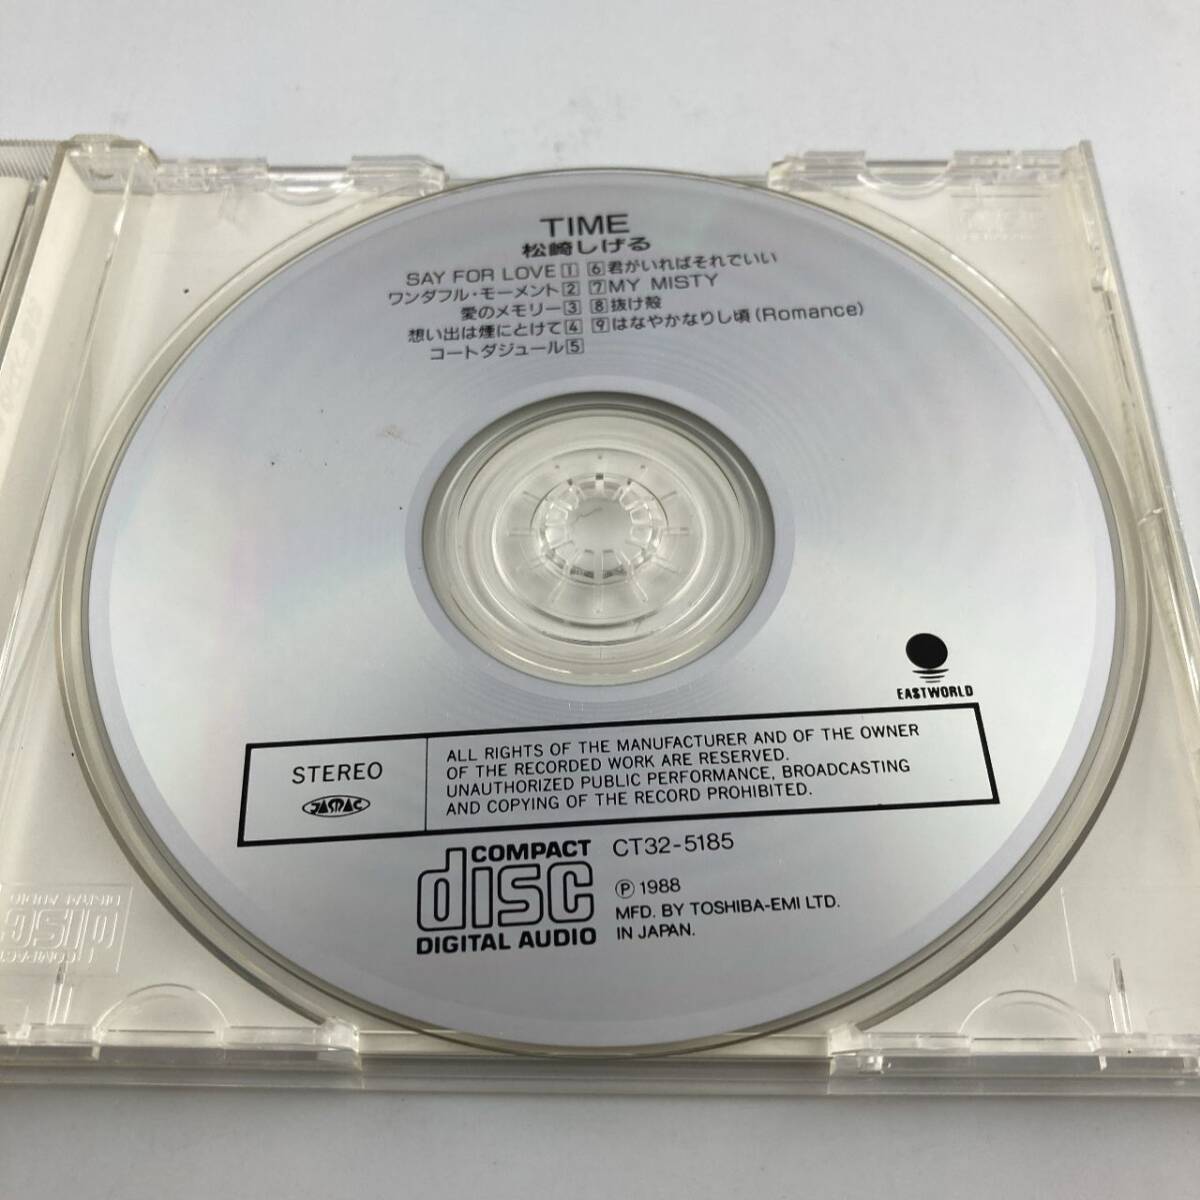 TIME
松崎しげる
SAY FOR LOVE 1
ワンダフル・モーメント 2
愛のメモリー 3
想い出は煙にとけて 4
コートダジュール 5
6 君がいればそれでいい
7 MY MISTY
8 抜け殻
9 はなやかなりし頃 (Romance)
EASTWORLD
STEREO
JASRAC
ALL RIGHTS OF THE MANUFACTURER AND OF THE OWNER
OF THE RECORDED WORK ARE RESERVED.
UNAUTHORIZED PUBLIC PERFORMANCE, BROADCASTING
AND COPYING OF THE RECORD PROHIBITED.
COMPACT
disc
DIGITAL AUDIO
CT32-5185
Ⓟ 1988
MFD. BY TOSHIBA-EMI LTD.
IN JAPAN.